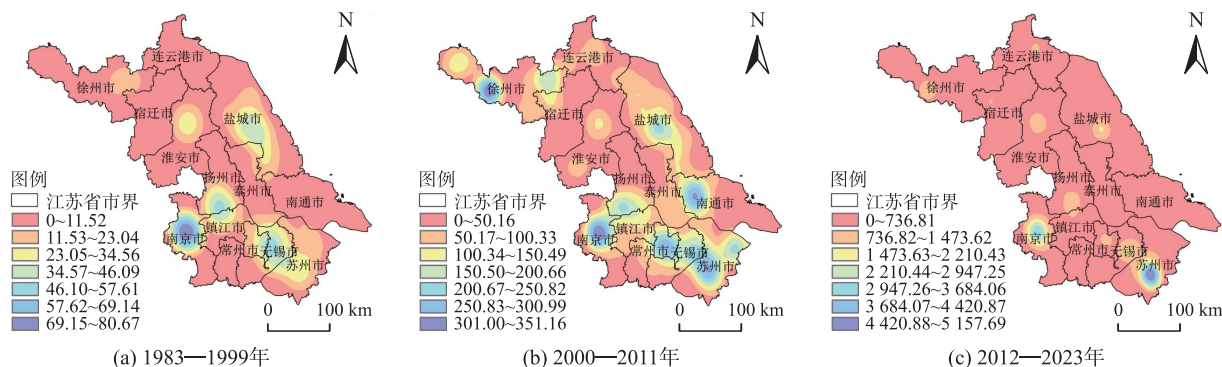 N
连云港市
徐州市
宿迁市
盐城市
淮安市
扬州市
泰州市
南通市
南京市
镇江市
常州市
无锡市
苏州市
图例
江苏省市界
0~11.52
11.53~23.04
23.05~34.56
34.57~46.09
46.10~57.61
57.62~69.14
69.15~80.67
0 100 km
(a) 1983—1999年
N
连云港市
徐州市
宿迁市
盐城市
淮安市
扬州市
泰州市
南通市
南京市
镇江市
常州市
无锡市
苏州市
图例
江苏省市界
0~50.16
50.17~100.33
100.34~150.49
150.50~200.66
200.67~250.82
250.83~300.99
301.00~351.16
0 100 km
(b) 2000—2011年
N
连云港市
徐州市
宿迁市
盐城市
淮安市
扬州市
泰州市
南通市
南京市
镇江市
常州市
无锡市
苏州市
图例
江苏省市界
0~736.81
736.82~1 473.62
1 473.63~2 210.43
2 210.44~2 947.25
2 947.26~3 684.06
3 684.07~4 420.87
4 420.88~5 157.69
0 100 km
(c) 2012—2023年